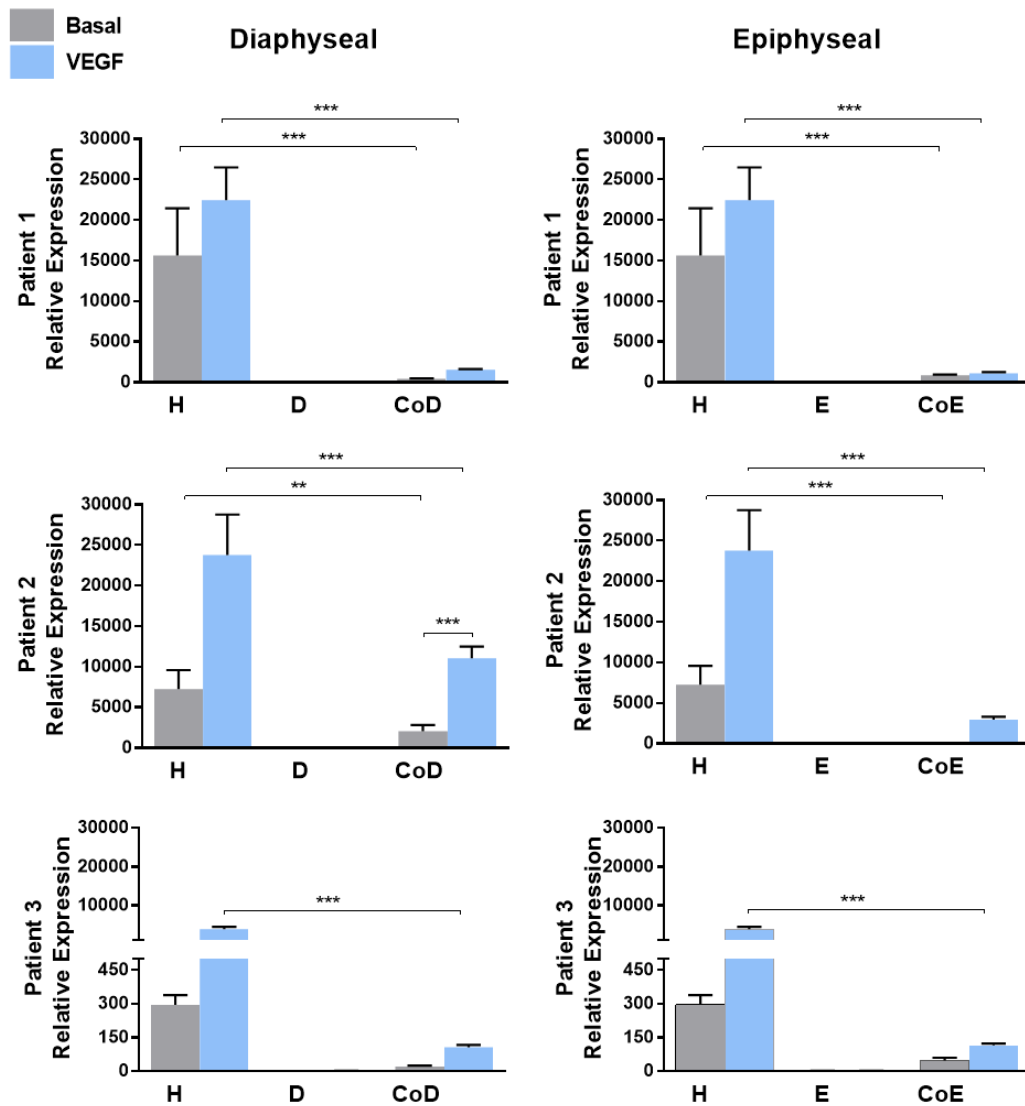 Basal
VEGF
Diaphyseal
Epiphyseal
Patient 1
Relative Expression
30000
25000
20000
15000
10000
5000
0
***
***
H D CoD
Patient 1
Relative Expression
30000
25000
20000
15000
10000
5000
0
***
***
H E CoE
Patient 2
Relative Expression
30000
25000
20000
15000
10000
5000
0
***
**
***
H D CoD
Patient 2
Relative Expression
30000
25000
20000
15000
10000
5000
0
***
***
H E CoE
Patient 3
Relative Expression
30000
20000
10000
450
300
150
0
***
H D CoD
Patient 3
Relative Expression
30000
20000
10000
450
300
150
0
***
H E CoE